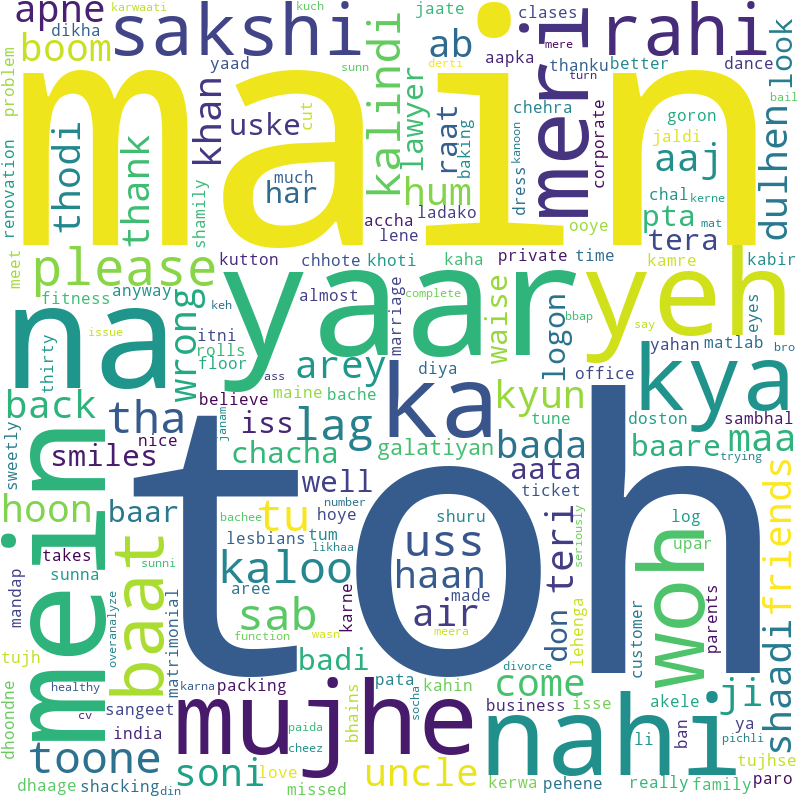 apne
karwaati
kuch
jaate
clases
mere
look
dikha
sakshi
ab
aapka
rahi
boom
yaad
sunn
derti
thanku
turn
better
dance
problem
main
khan
uske
kalindi
lawyer
raat
baking
cut
chehra
meri
goron
bail
jaldi
aaj
dulhen
renovation
thodi
thank
shamily
much
har
hum
accha
lene
ladako
dress
kanoon
ooye
corporate
chal
kerne
pta
mat
tera
meet
please
kutton
chhote
khoti
kaha
private
time
kamre
kabir
fitness
anyway
keh
almost
complete
bbap
say
eyes
na
issue
wrong
itni
rolls
floor
yaar
marriage
waise
logon
yeh
yahan
matlab
bro
thirty
ass
arey
diya
office
kya
back
tha
believe
maine
bache
ka
kyun
tune
doston
sambhal
sweetly
smiles
nice
iss
janam
lag
galatiyan
bada
baare
maa
trying
chacha
well
aata
ticket
hoon
mein
baar
number
hoye
toh
shuru
seriously
log
friends
takes
baat
tu
lesbians
tum
uss
teri
upar
mandap
sunna
sunni
bachee
likhaa
kaloo
haan
aree
karne
made
don
woh
parents
overanalyze
matrimonial
sab
air
lehenga
customer
shaadi
tujh
function
wasn
meera
dhoondne
badi
divorce
come
healthy
karna
packing
pata
kahin
business
isse
akele
ji
cv
sangeet
mujhe
bhains
socha
nahi
ban
ya
pichli
toone
india
paida
cheez
li
tujhse
dhaage
shacking
din
soni
love
missed
uncle
kerwa
pehene
really
family
paro